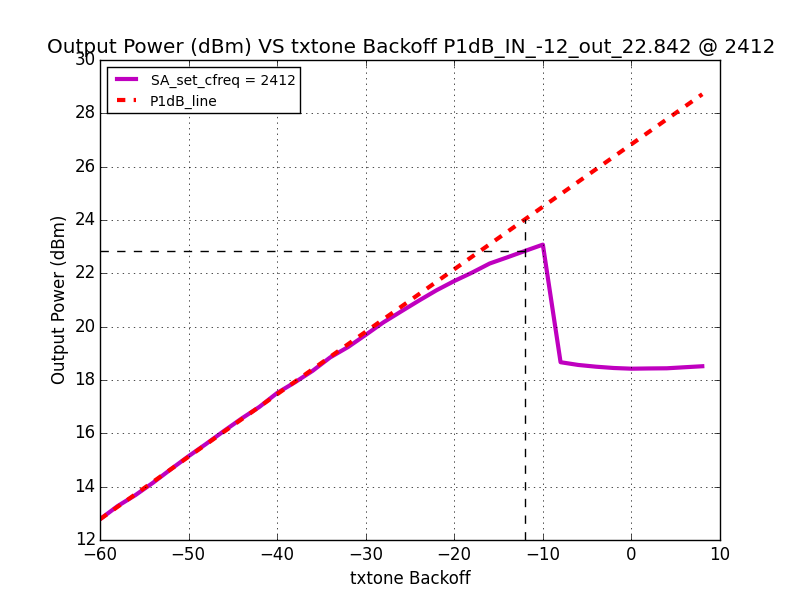 Output Power (dBm) VS txtone Backoff P1dB_IN_-12_out_22.842 @ 2412
SA_set_cfreq = 2412
P1dB_line
Output Power (dBm)
30
28
26
24
22
20
18
16
14
12
−60 −50 −40 −30 −20 −10 0 10
txtone Backoff